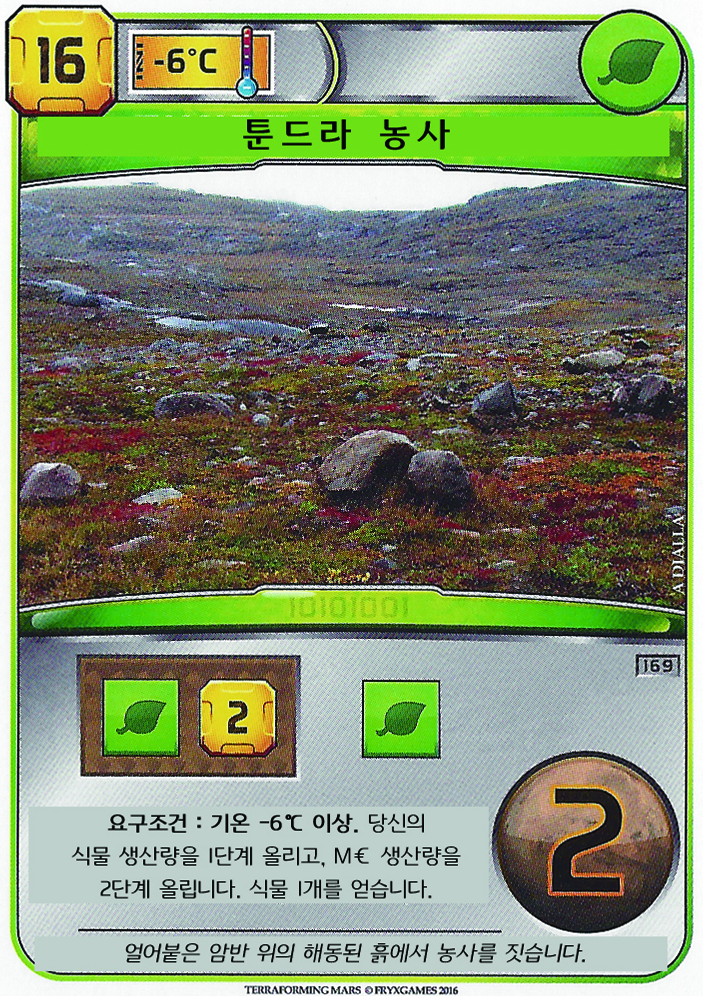 16
-6°C
툰드라 농사
A DIALLA
10101001
169
2
2
요구조건 : 기온 -6℃ 이상. 당신의
식물 생산량을 1단계 올리고, M€ 생산량을
2단계 올립니다. 식물 1개를 얻습니다.
얼어붙은 암반 위의 해동된 흙에서 농사를 짓습니다.
TERRAFORMING MARS © FRYXGAMES 2016